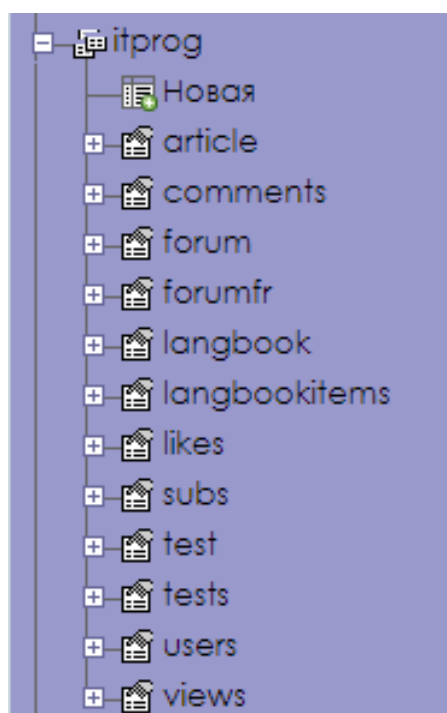 itprog
Новая
article
comments
forum
forumfr
langbook
langbookitems
likes
subs
test
tests
users
views